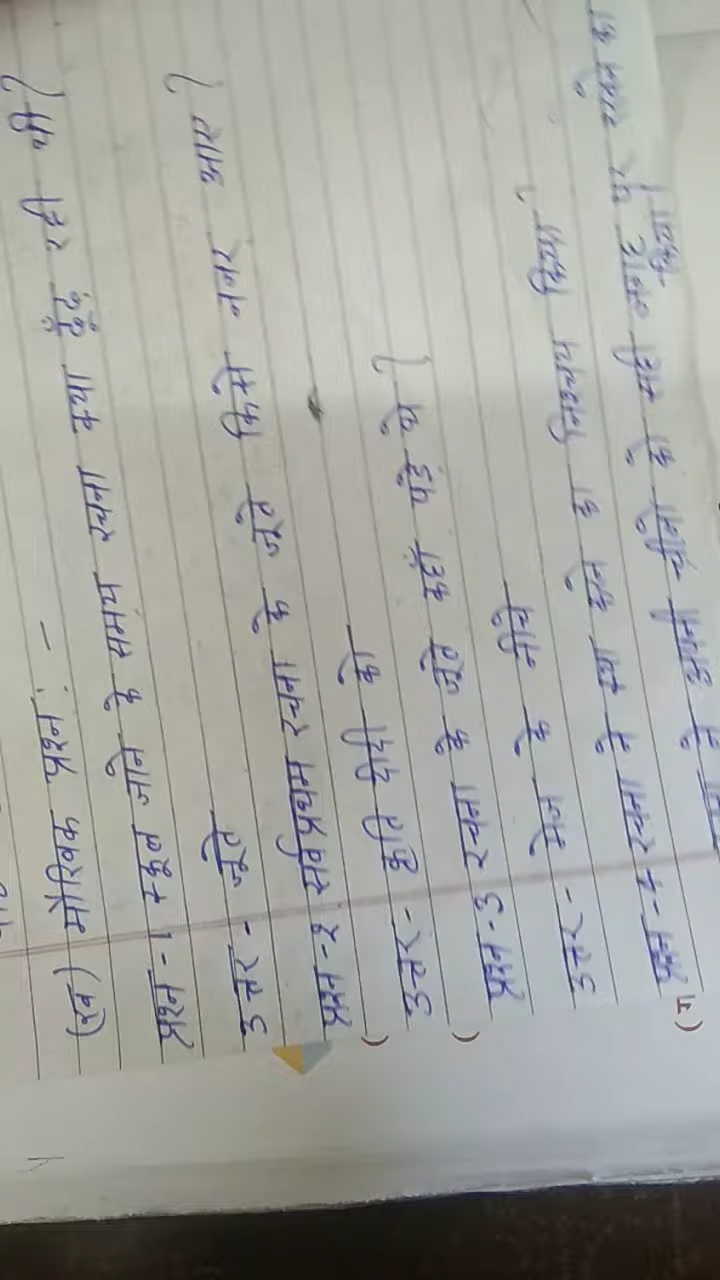 (ख) मौखिक प्रश्न :-
प्रश्न-1 स्कूल जाने के समय रचना क्या ढूँढ रही थी ?
उत्तर - जूते
प्रश्न-2 सर्वप्रथम रचना के जूते किसे नजर आए ?
उत्तर - दादी को
प्रश्न-3 रचना के जूते कहाँ पड़े थे ?
उत्तर - मेज के नीचे
प्रश्न-4 रचना ने क्या होने का निश्चय किया ?
अपनी चीजों को सही जगह पर रखने का
किया।